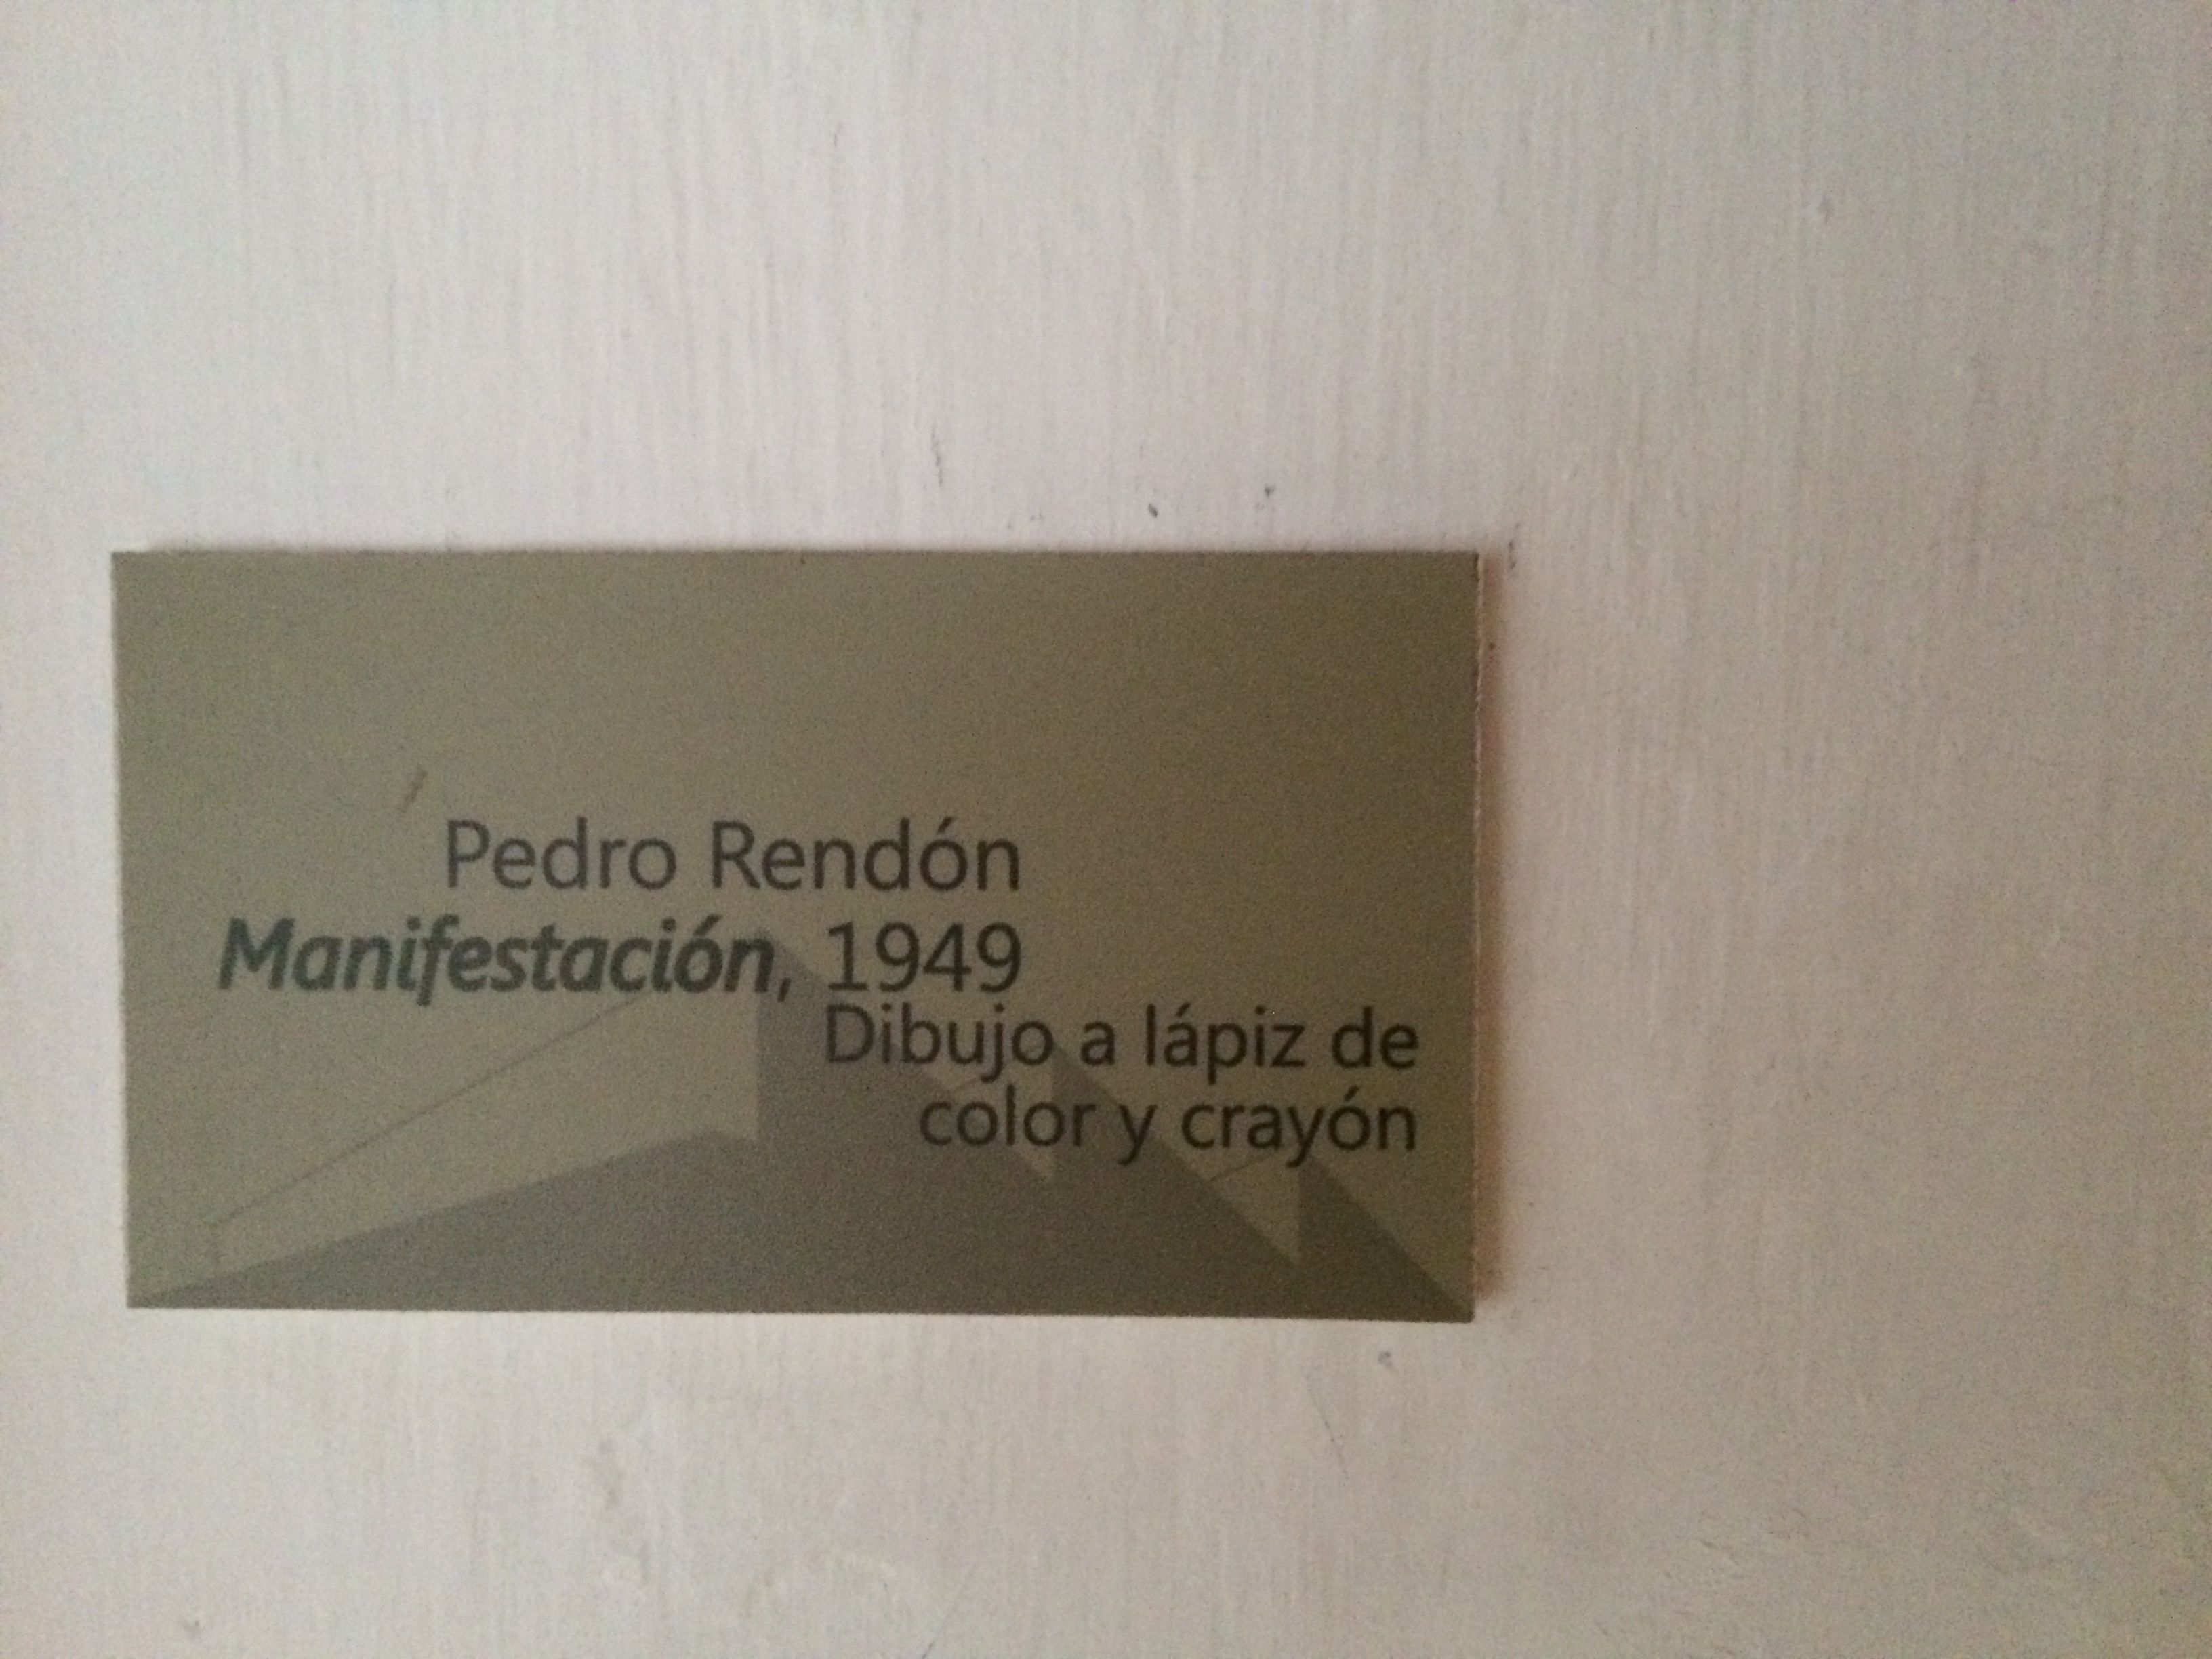 Pedro Rendón
Manifestación, 1949
Dibujo a lápiz de
color y crayón